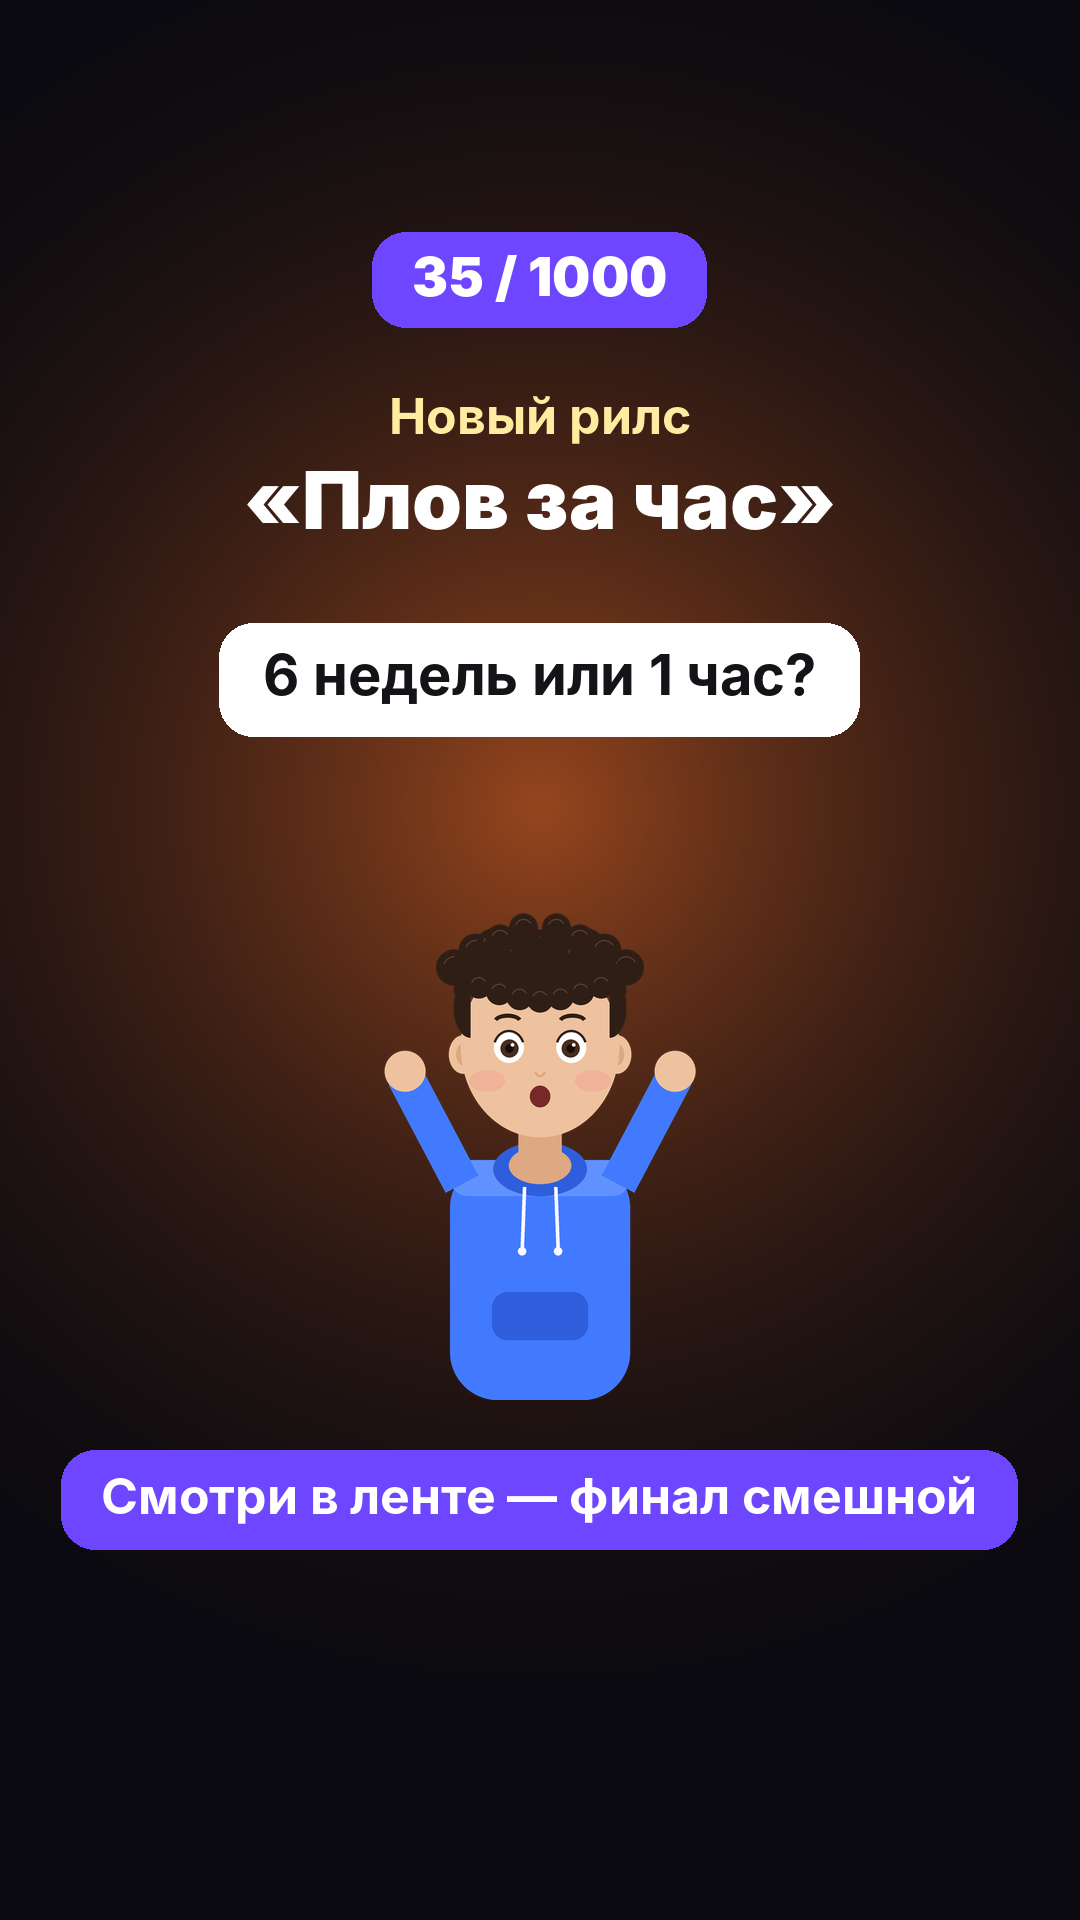 35 / 1000
Новый рилс
«Плов за час»
6 недель или 1 час?
Смотри в ленте — финал смешной